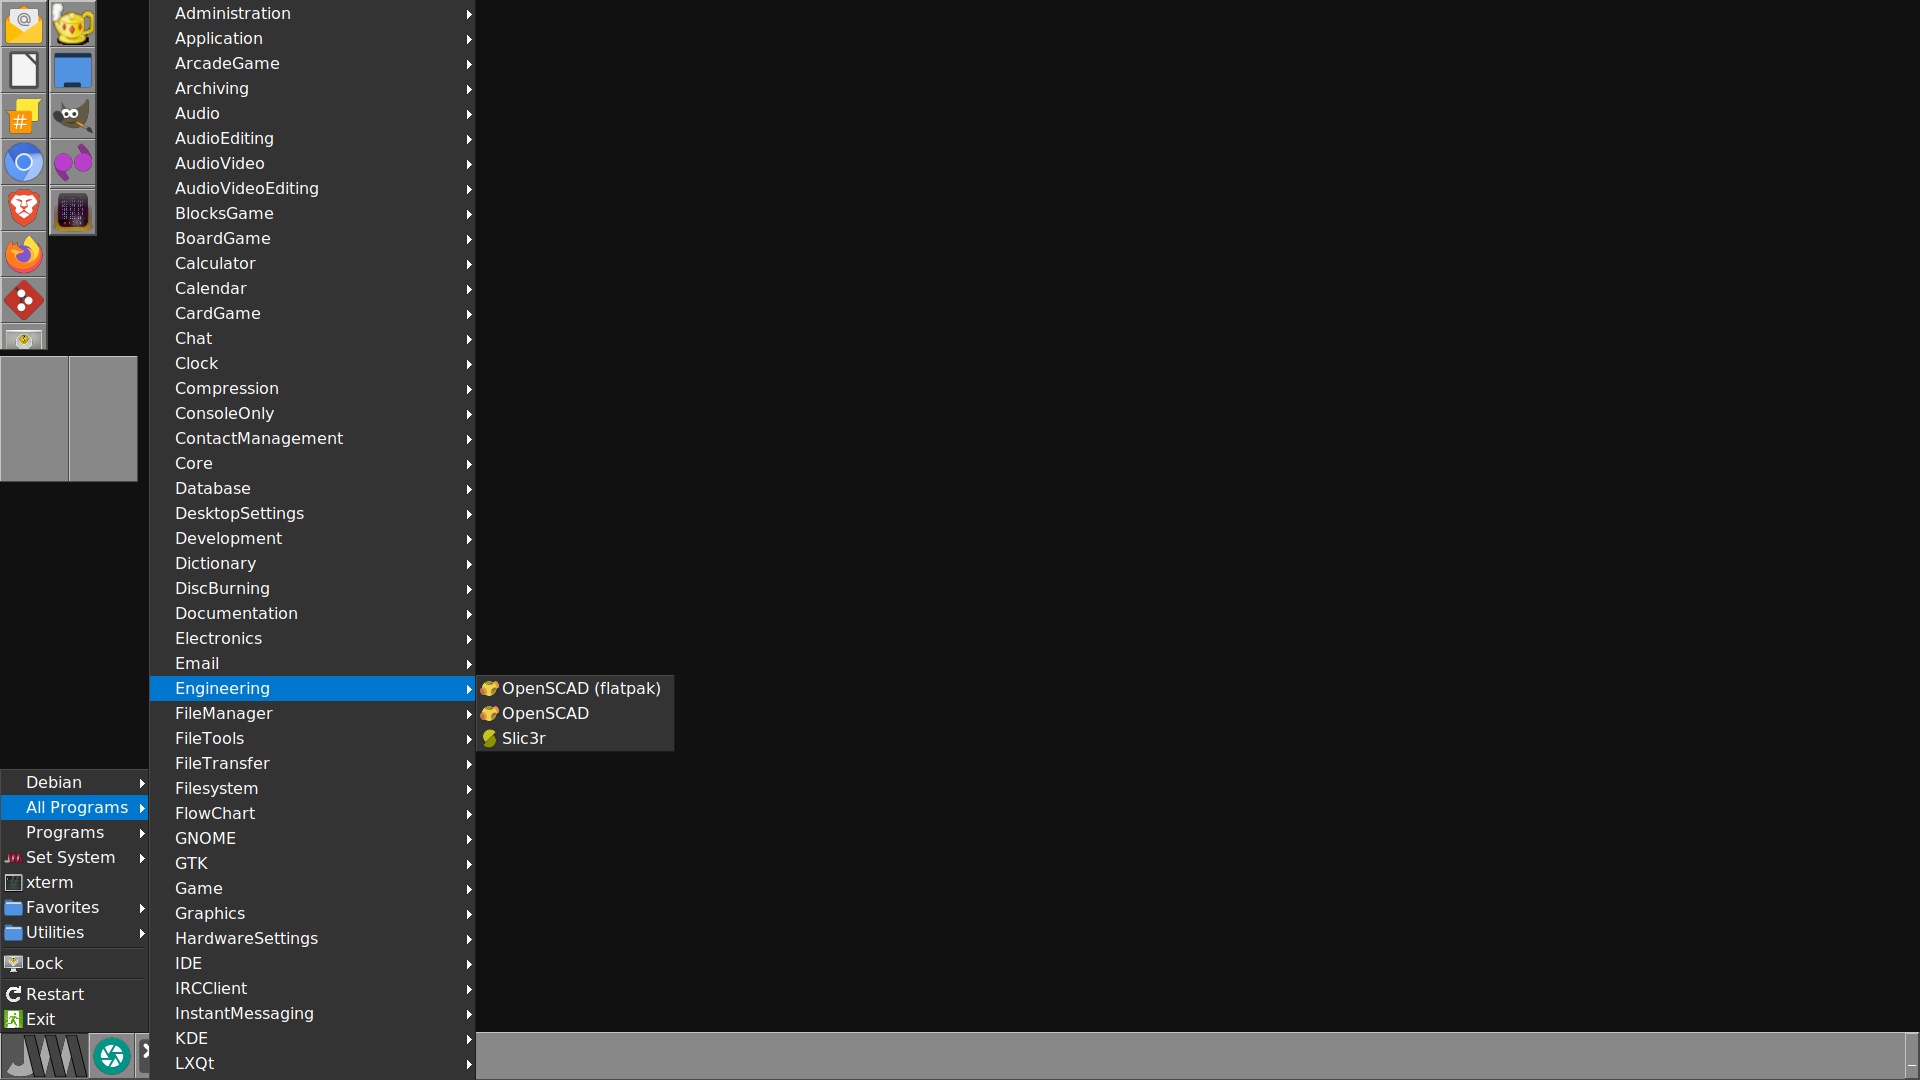 Administration
Application
ArcadeGame
Archiving
Audio
AudioEditing
AudioVideo
AudioVideoEditing
BlocksGame
BoardGame
Calculator
Calendar
CardGame
Chat
Clock
Compression
ConsoleOnly
ContactManagement
Core
Database
DesktopSettings
Development
Dictionary
DiscBurning
Documentation
Electronics
Email
Engineering
FileManager
FileTools
FileTransfer
Filesystem
FlowChart
GNOME
GTK
Game
Graphics
HardwareSettings
IDE
IRCClient
InstantMessaging
KDE
LXQt
OpenSCAD (flatpak)
OpenSCAD
Slic3r
Debian
All Programs
Programs
Set System
xterm
Favorites
Utilities
Lock
Restart
Exit
JWM